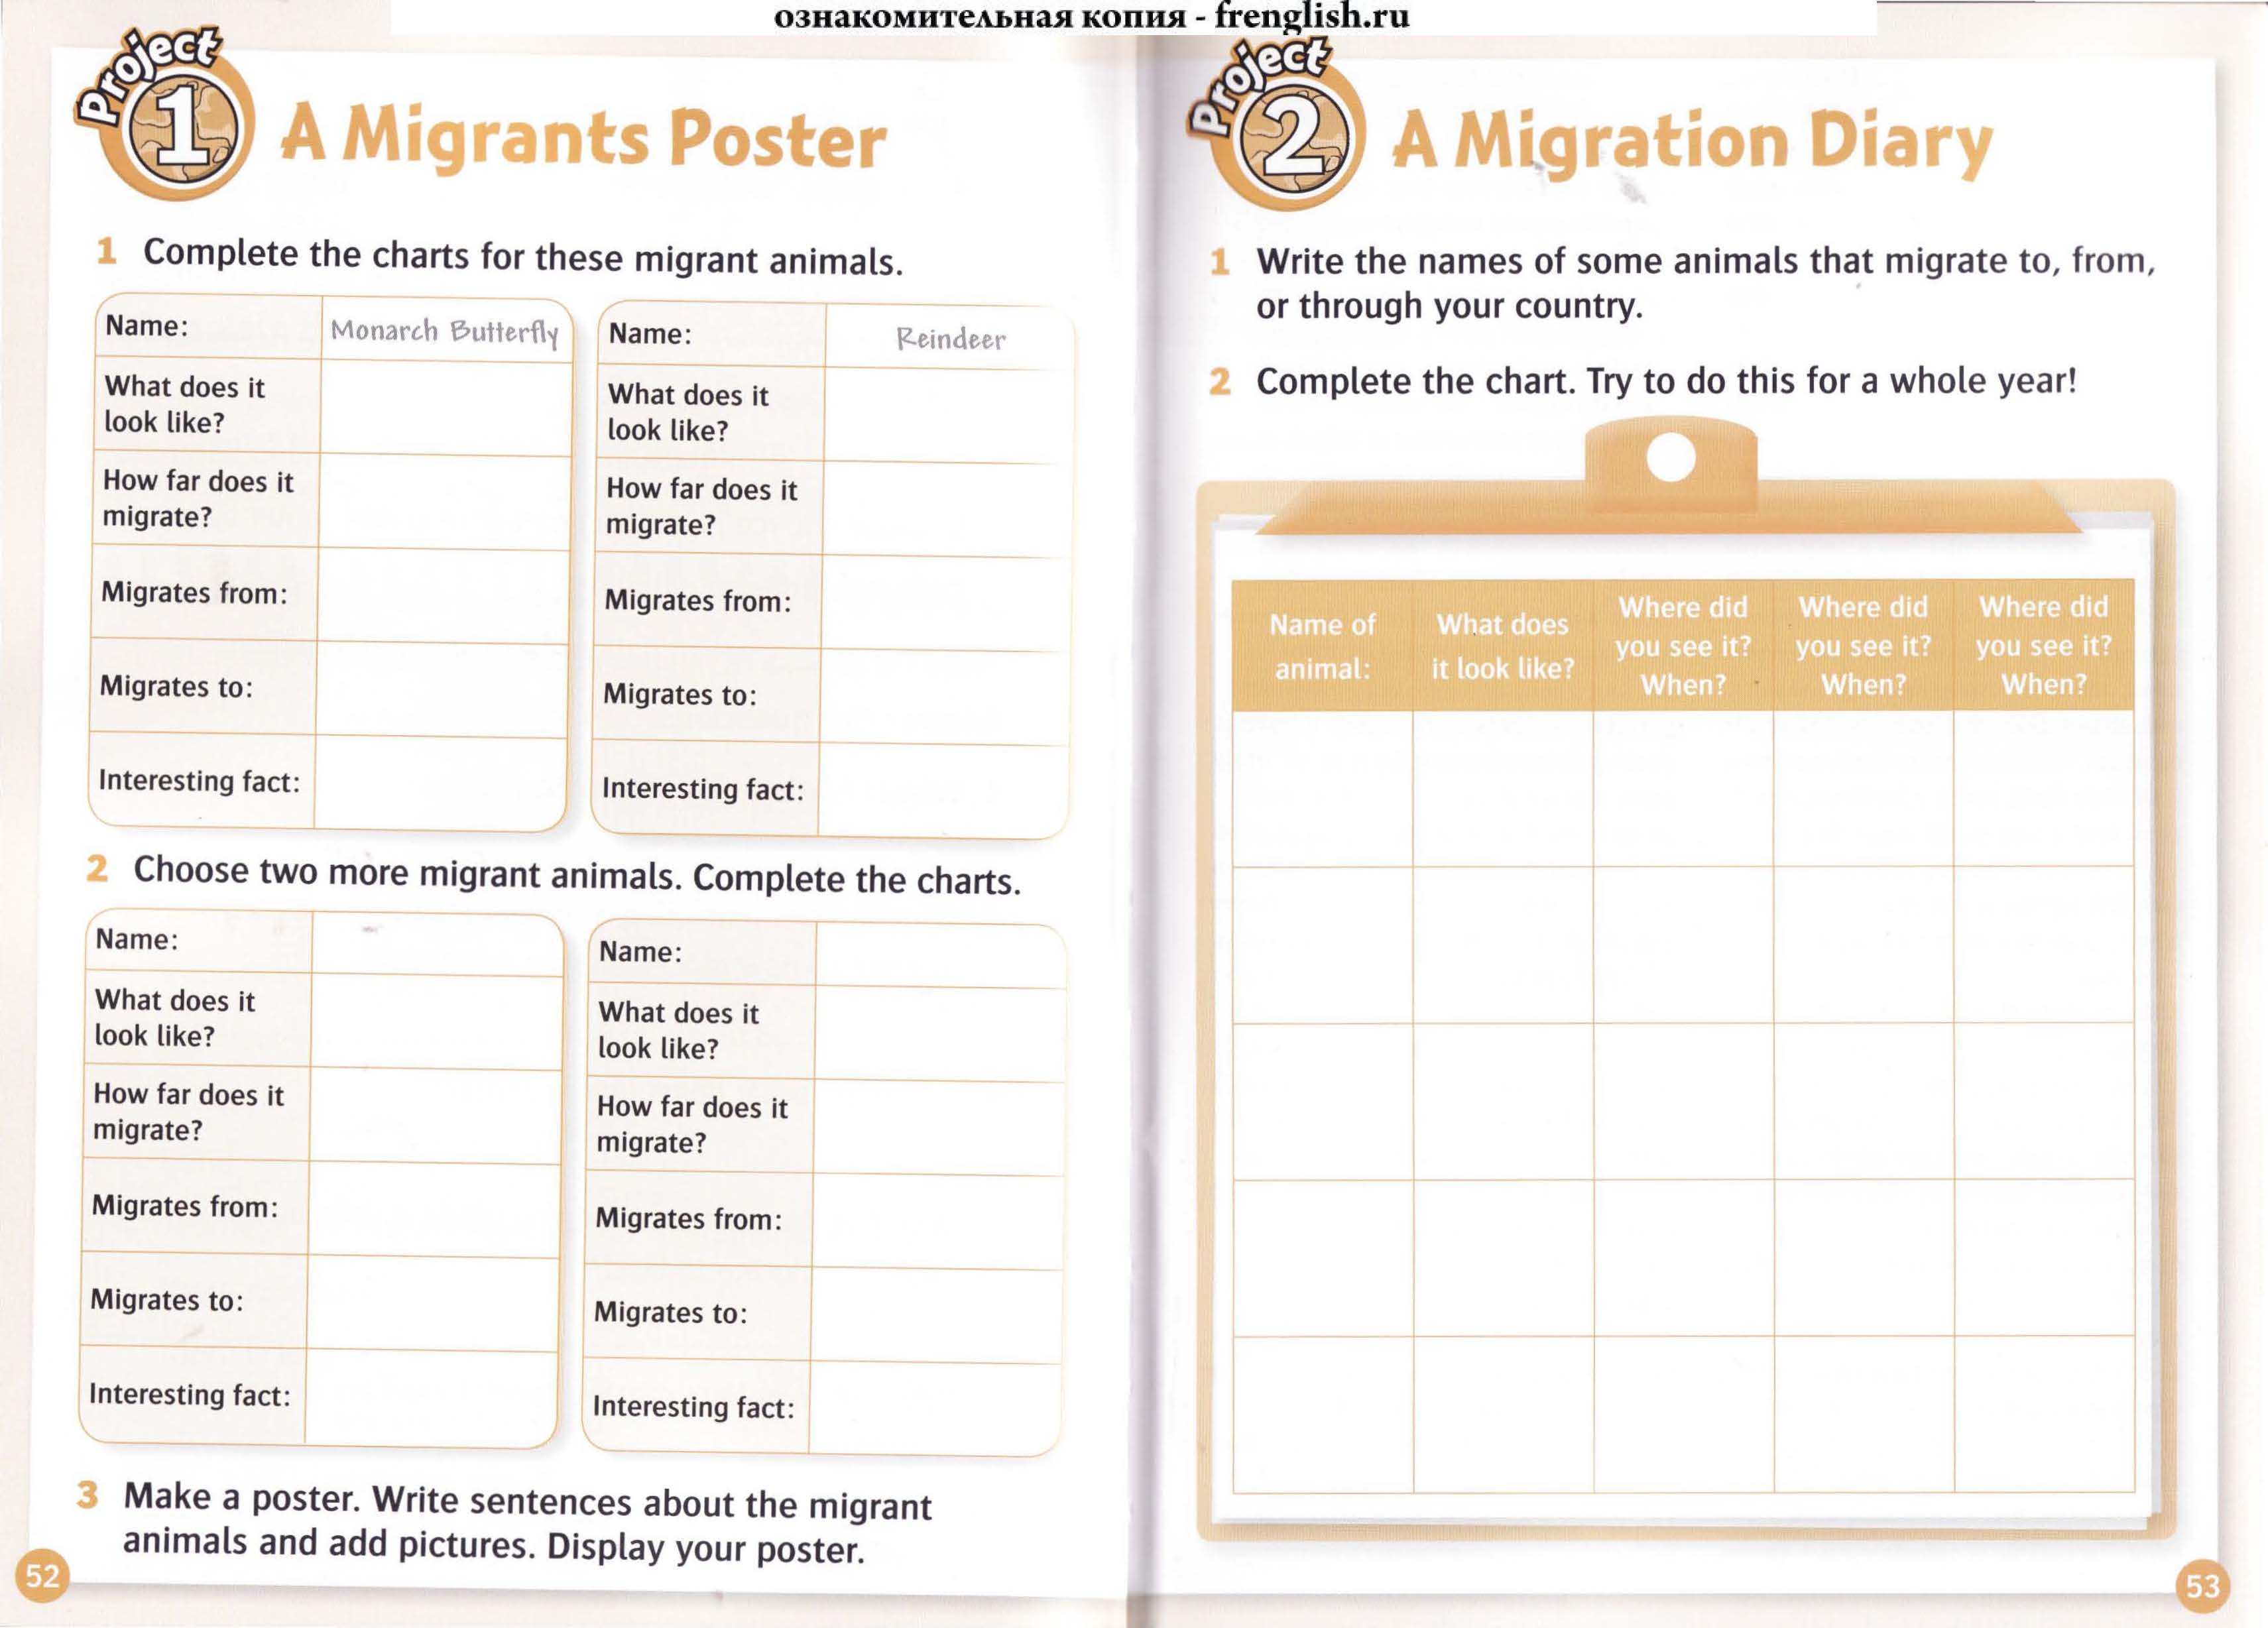 ознакомительная копия - frenglish.ru
Project
1
A Migrants Poster
1 Complete the charts for these migrant animals.
Name: Monarch Butterfly
What does it
look like?
How far does it
migrate?
Migrates from:
Migrates to:
Interesting fact:
Name: Reindeer
What does it
look like?
How far does it
migrate?
Migrates from:
Migrates to:
Interesting fact:
2 Choose two more migrant animals. Complete the charts.
Name:
What does it
look like?
How far does it
migrate?
Migrates from:
Migrates to:
Interesting fact:
Name:
What does it
look like?
How far does it
migrate?
Migrates from:
Migrates to:
Interesting fact:
3 Make a poster. Write sentences about the migrant
animals and add pictures. Display your poster.
52
Project
2
A Migration Diary
1 Write the names of some animals that migrate to, from,
or through your country.
2 Complete the chart. Try to do this for a whole year!
Name of
animal:
What does
it look like?
Where did
you see it?
When?
Where did
you see it?
When?
Where did
you see it?
When?
53